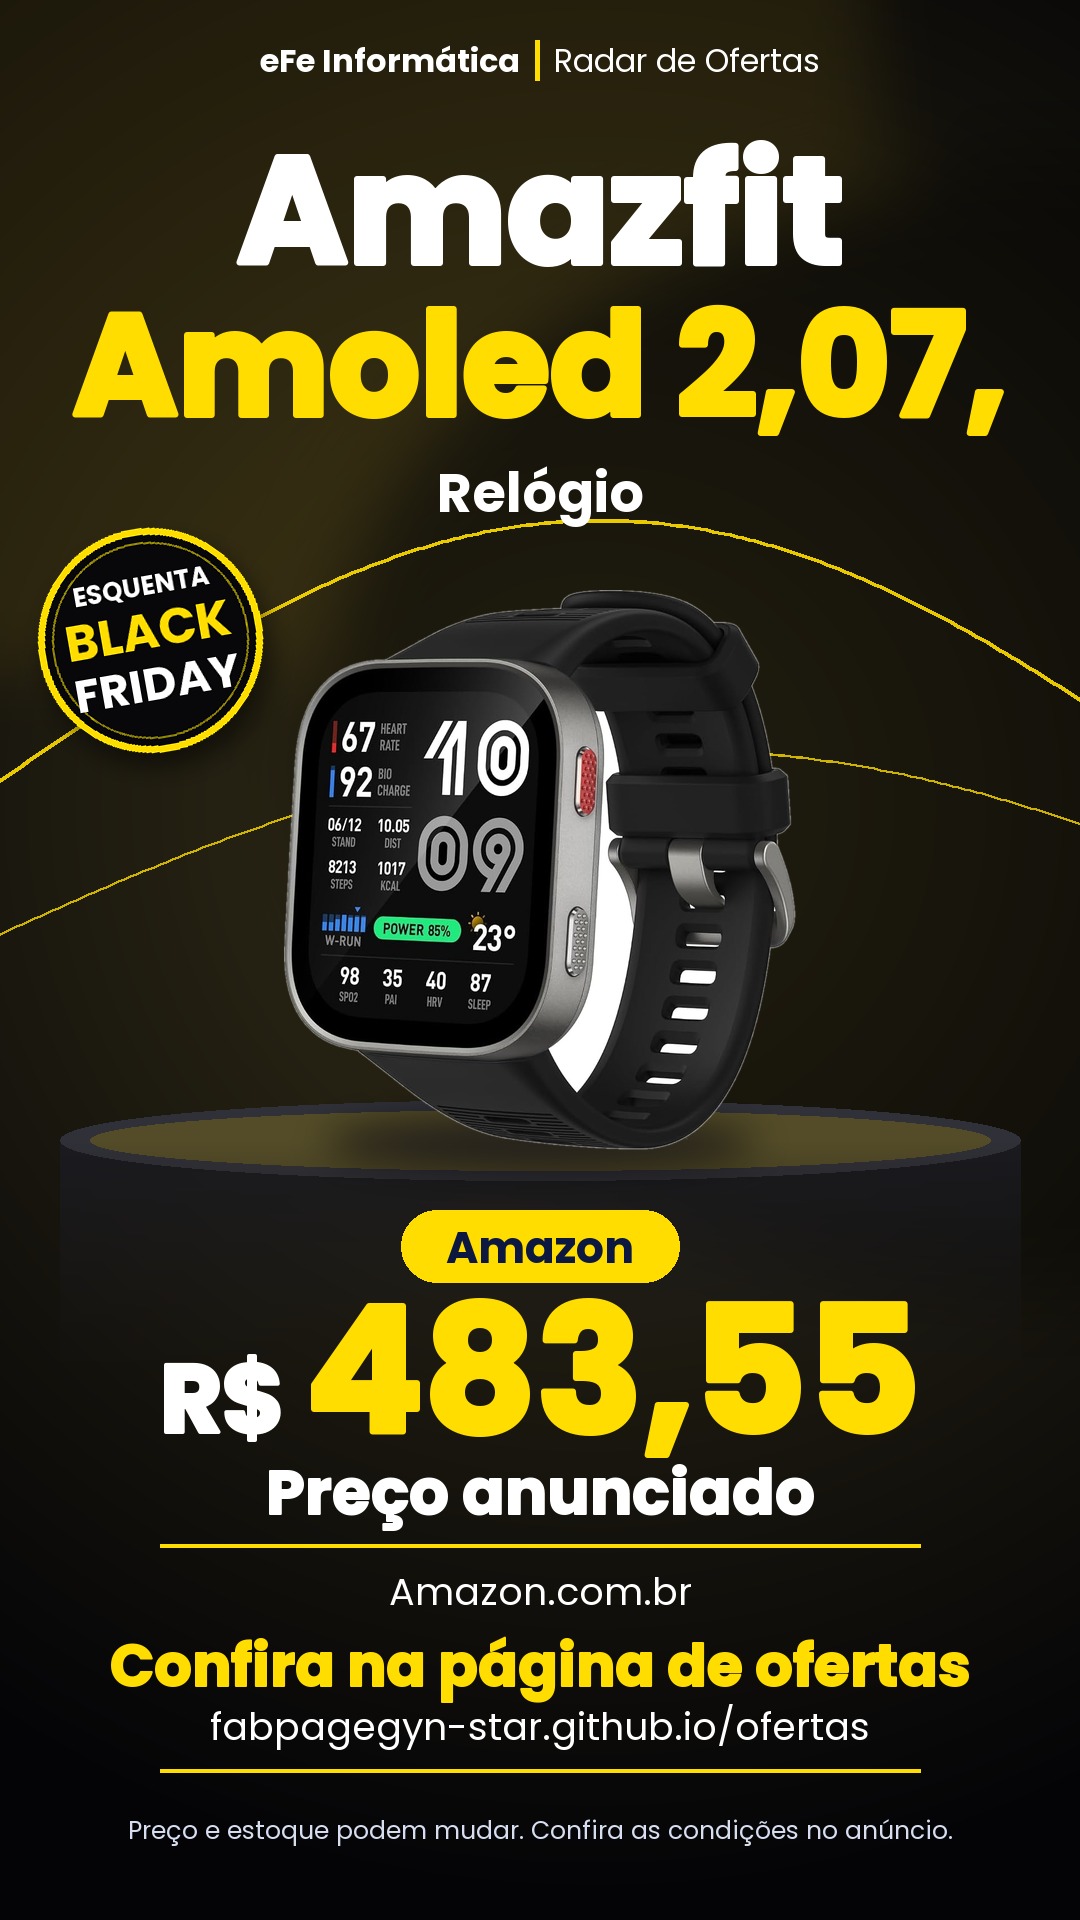 eFe Informática | Radar de Ofertas
Amazfit
Amoled 2,07,
Relógio
ESQUENTA
BLACK
FRIDAY
67 HEART RATE
92 BIO CHARGE
10
09
06/12 10.05
STAND DIST
8213 1017
STEPS KCAL
W-RUN
POWER 85%
23°
98 35 40 87
SPO2 PAI HRV SLEEP
Amazon
R$ 483,55
Preço anunciado
Amazon.com.br
Confira na página de ofertas
fabpagegyn-star.github.io/ofertas
Preço e estoque podem mudar. Confira as condições no anúncio.